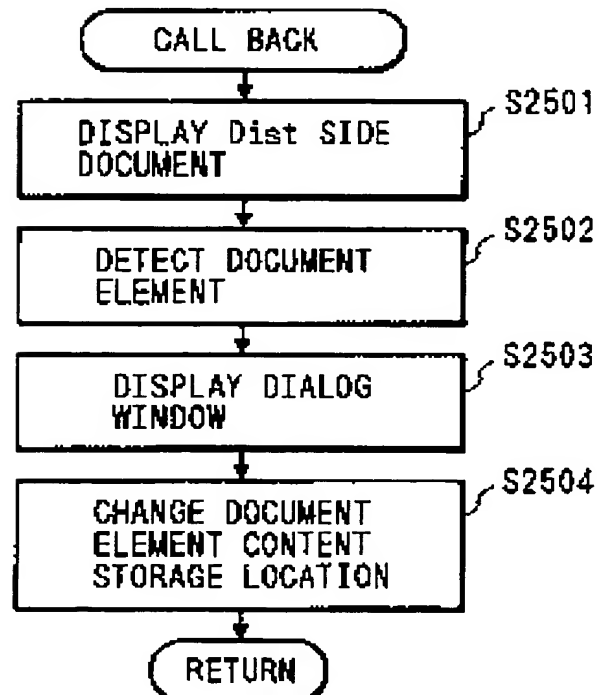 CALL BACK
S2501
DISPLAY Dist SIDE
DOCUMENT
S2502
DETECT DOCUMENT
ELEMENT
S2503
DISPLAY DIALOG
WINDOW
S2504
CHANGE DOCUMENT
ELEMENT CONTENT
STORAGE LOCATION
RETURN